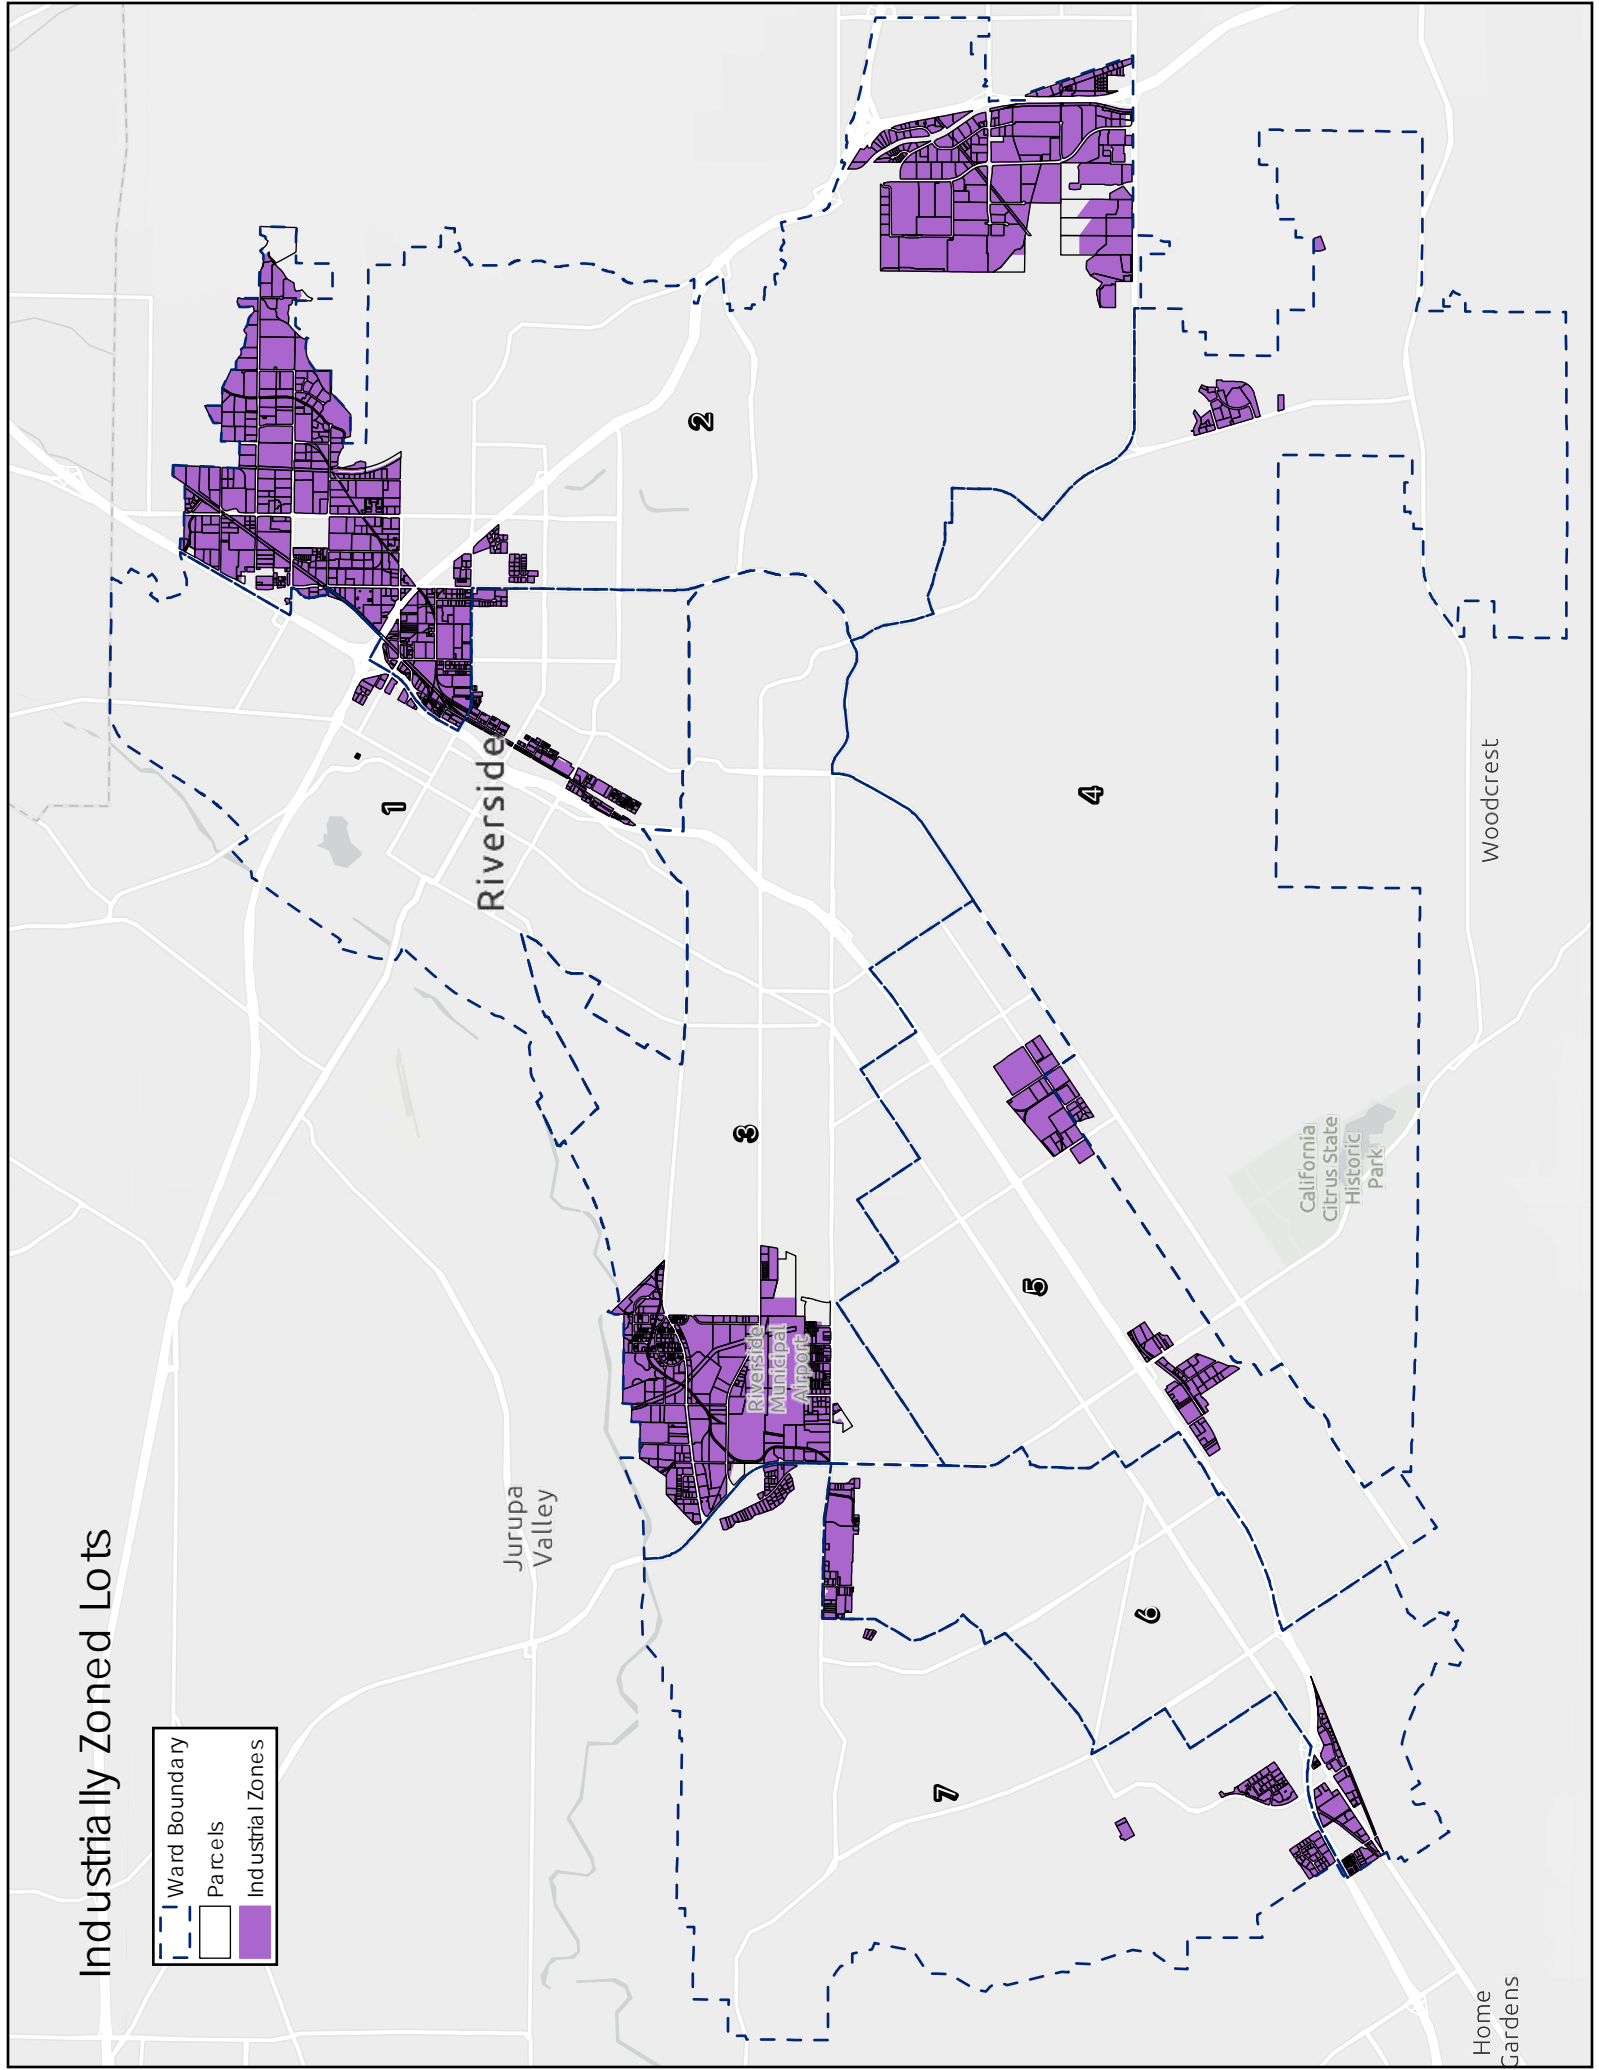 Industrially Zoned Lots
Ward Boundary
Parcels
Industrial Zones
Jurupa
Valley
Riverside
1
2
3
Riverside
Municipal
Airport
4
5
6
7
California
Citrus State
Historic
Park
Woodcrest
Home
Gardens